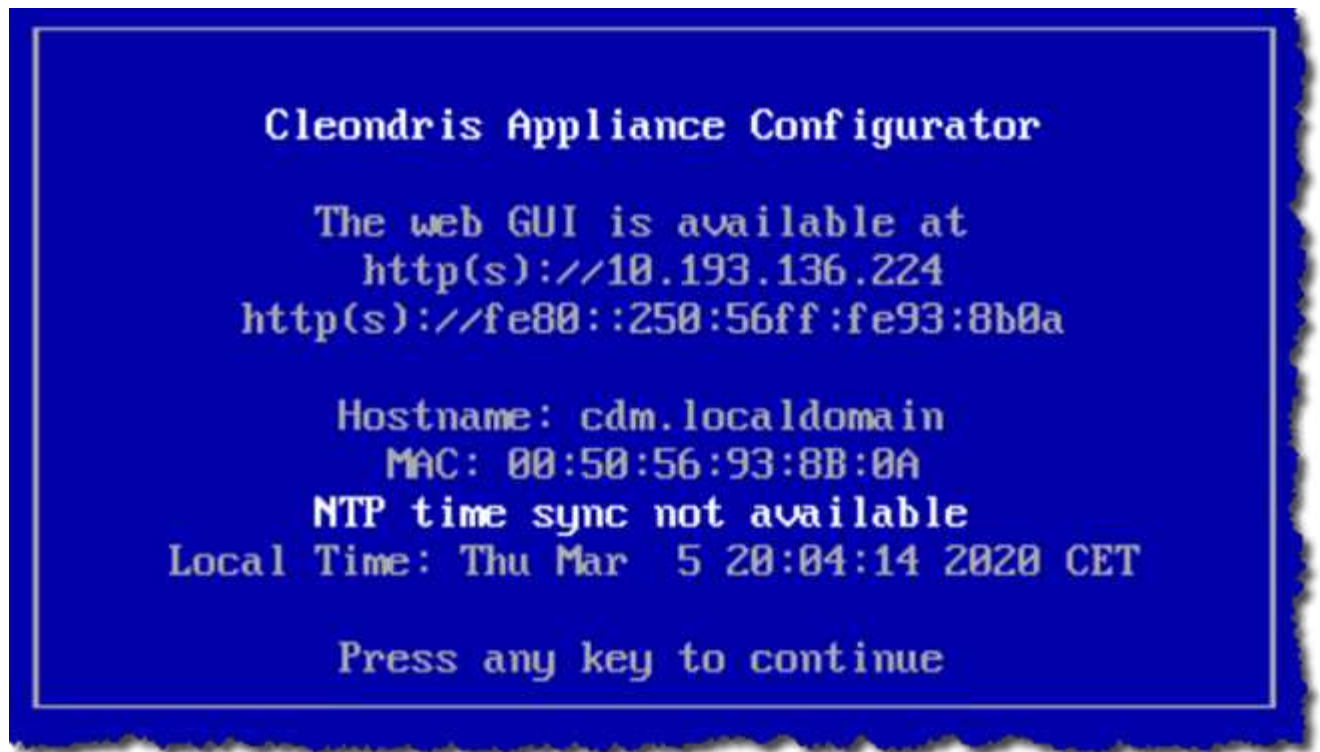 Cleondris Appliance Configurator
The web GUI is available at
http(s)://10.193.136.224
http(s)://fe80::250:56ff:fe93:8b0a
Hostname: cdm.localdomain
MAC: 00:50:56:93:8B:0A
NTP time sync not available
Local Time: Thu Mar  5 20:04:14 2020 CET
Press any key to continue